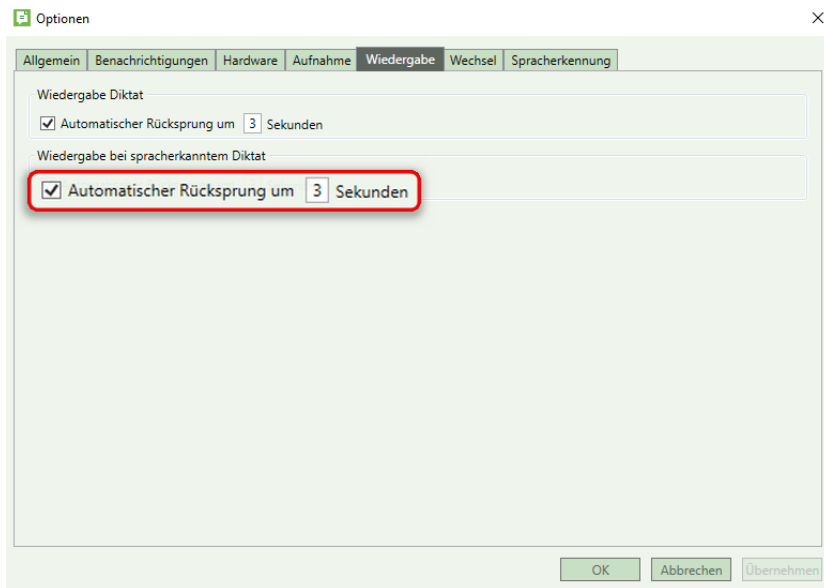 Optionen
Allgemein Benachrichtigungen Hardware Aufnahme Wiedergabe Wechsel Spracherkennung
Wiedergabe Diktat
Automatischer Rücksprung um 3 Sekunden
Wiedergabe bei spracherkanntem Diktat
Automatischer Rücksprung um 3 Sekunden
OK Abbrechen Übernehmen